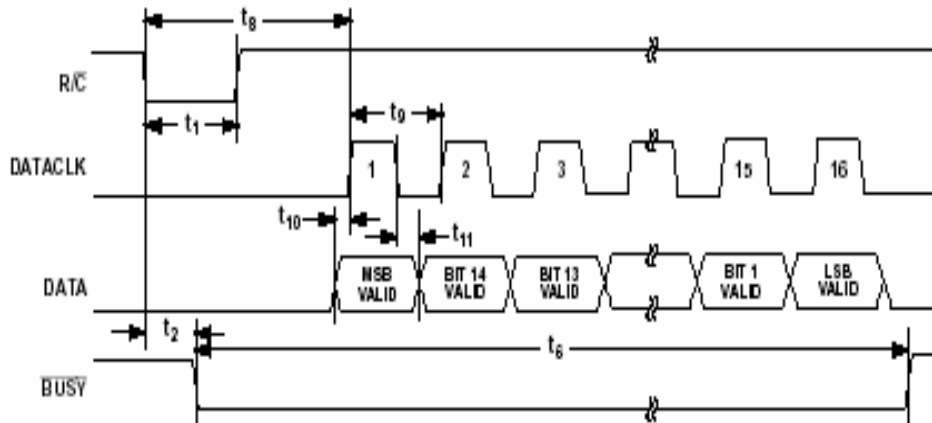 t8
R/C̅
t1
t9
DATACLK
1
2
3
15
16
t10
t11
DATA
MSB VALID
BIT 14 VALID
BIT 13 VALID
BIT 1 VALID
LSB VALID
t2
t6
B̅U̅S̅Y̅